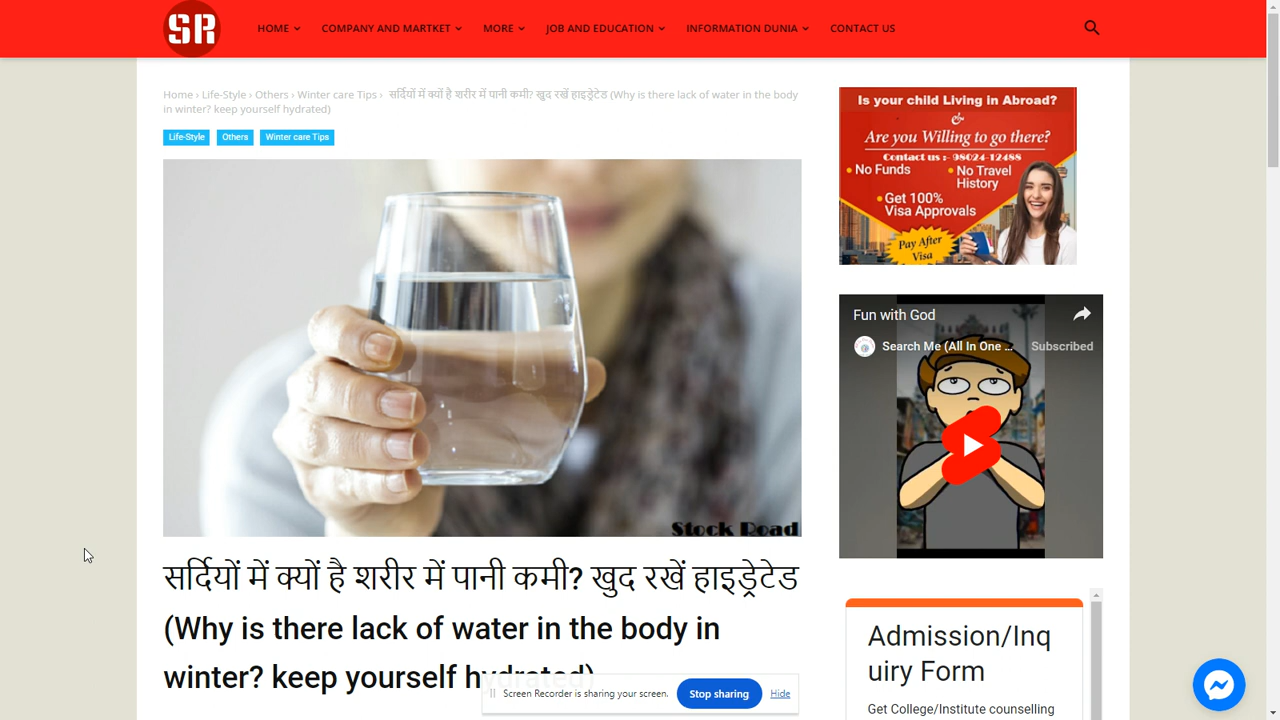 SR
HOME
COMPANY AND MARTKET
MORE
JOB AND EDUCATION
INFORMATION DUNIA
CONTACT US
Home › Life-Style › Others › Winter care Tips › सर्दियों में क्यों है शरीर में पानी कमी? खुद रखें हाइड्रेटेड (Why is there lack of water in the body
in winter? keep yourself hydrated)
Life-Style
Others
Winter care Tips
Stock Road
सर्दियों में क्यों है शरीर में पानी कमी? खुद रखें हाइड्रेटेड
(Why is there lack of water in the body in
winter? keep yourself hydrated)
Is your child Living in Abroad?
&
Are you Willing to go there?
Contact us :- 98024-12488
• No Funds
• No Travel
History
• Get 100%
Visa Approvals
Pay After
Visa
Fun with God
Search Me (All In One ...
Subscribed
Admission/Inq
uiry Form
Get College/Institute counselling
Screen Recorder is sharing your screen.
Stop sharing
Hide